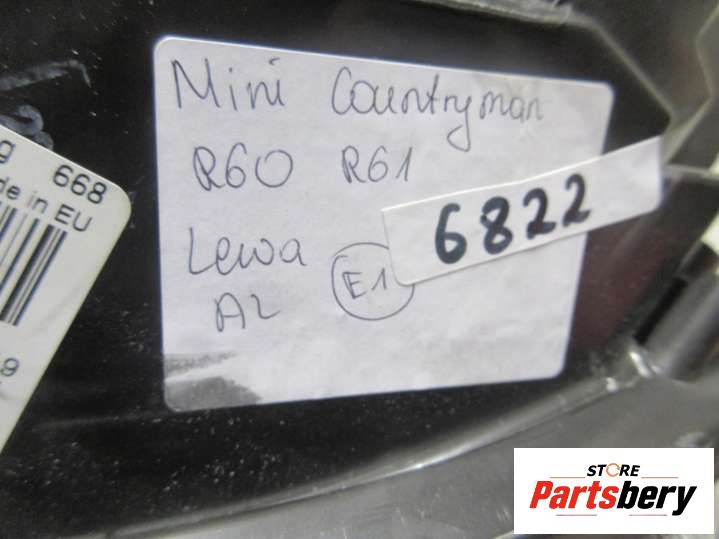 Mini Countryman
R60 R61
Lewa
A2
E1
6822
g 668
de in EU
STORE
Partsbery